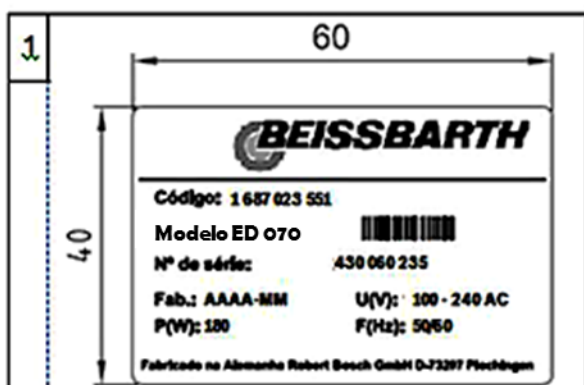 1
60
40
BEISSBARTH
Código: 1 687 023 551
Modelo ED 070
Nº de série: 430 060 235
Fab.: AAAA-MM U(V): 100 - 240 AC
P(W): 180 F(Hz): 50/60
Fabricado na Alemanha Robert Bosch GmbH D-73207 Plochingen